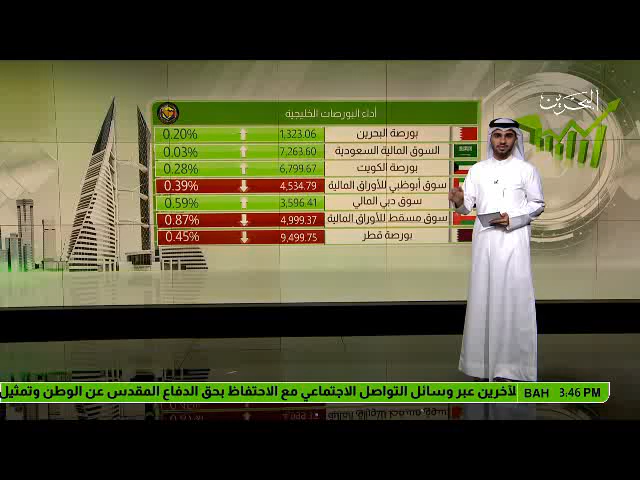 البحرين
أداء البورصات الخليجية
بورصة البحرين 1,323.06 0.20%
السوق المالية السعودية 7,263.60 0.03%
بورصة الكويت 6,799.67 0.28%
سوق أبوظبي للأوراق المالية 4,534.79 0.39%
سوق دبي المالي 3,596.41 0.59%
سوق مسقط للأوراق المالية 4,999.37 0.87%
بورصة قطر 9,499.75 0.45%
للآخرين عبر وسائل التواصل الاجتماعي مع الاحتفاظ بحق الدفاع المقدس عن الوطن وتمثيل BAH 3:46 PM